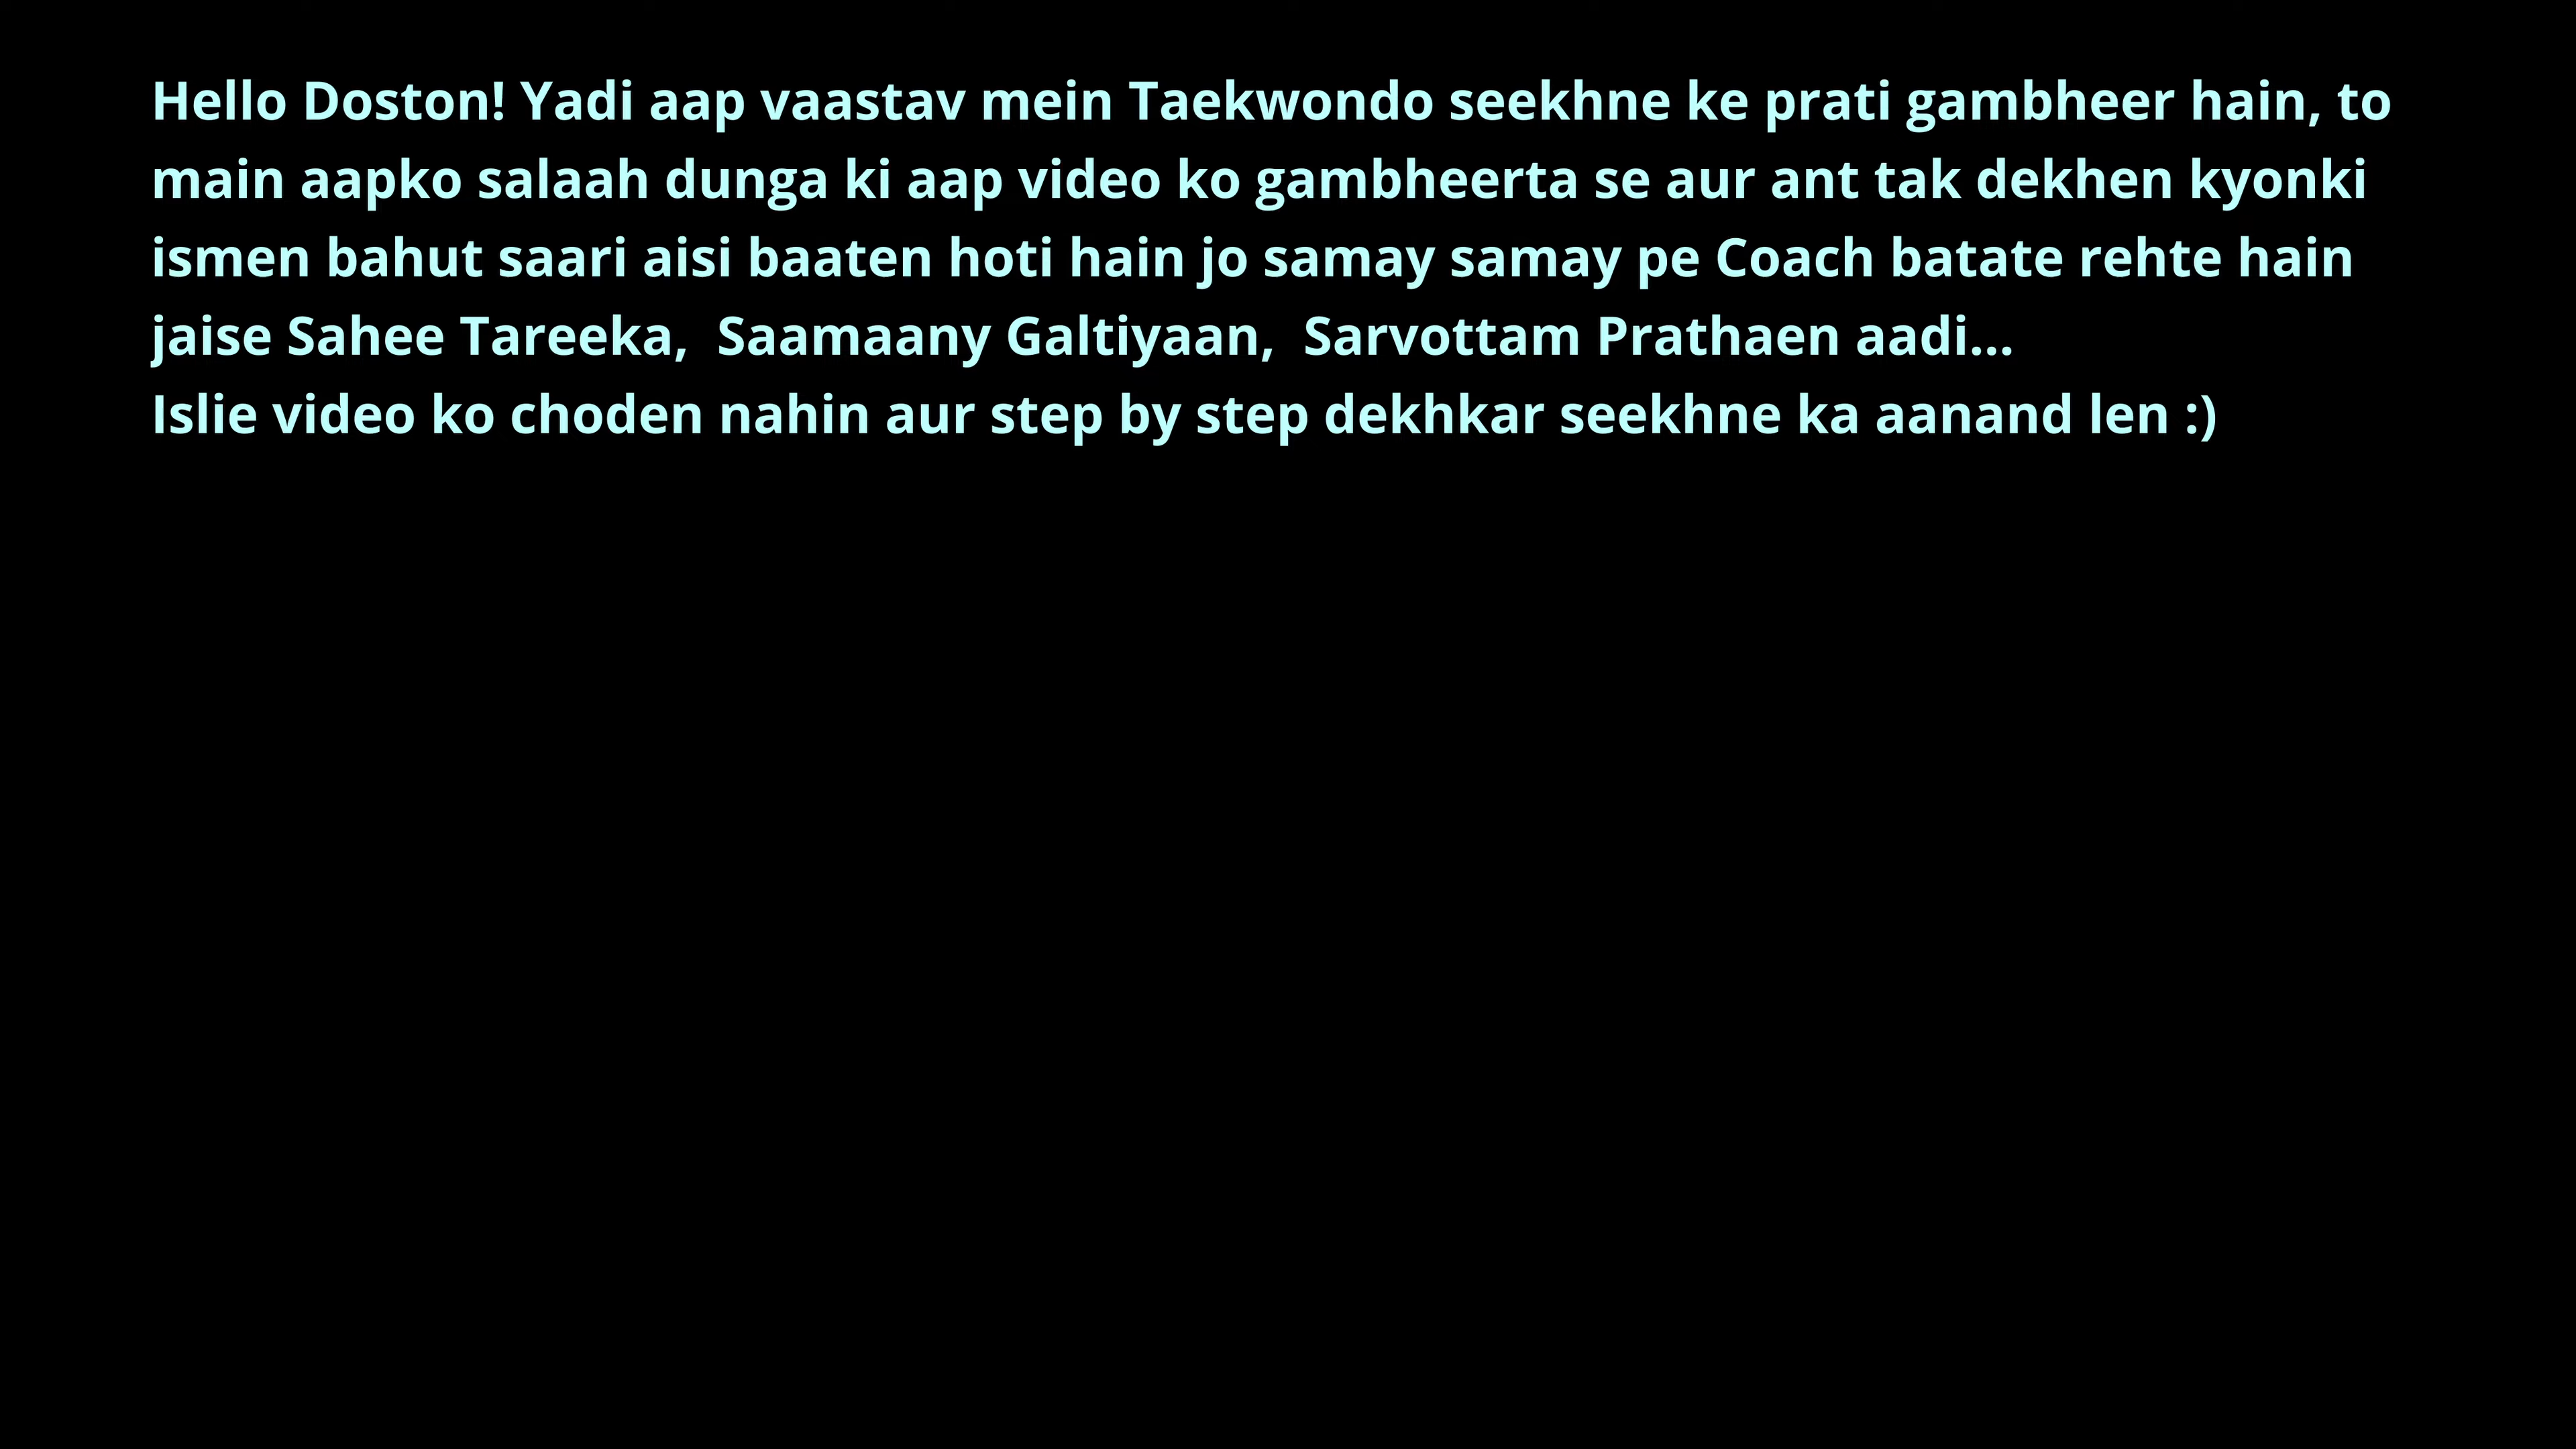 Hello Doston! Yadi aap vaastav mein Taekwondo seekhne ke prati gambheer hain, to
main aapko salaah dunga ki aap video ko gambheerta se aur ant tak dekhen kyonki
ismen bahut saari aisi baaten hoti hain jo samay samay pe Coach batate rehte hain
jaise Sahee Tareeka,  Saamaany Galtiyaan,  Sarvottam Prathaen aadi...
Islie video ko choden nahin aur step by step dekhkar seekhne ka aanand len :)